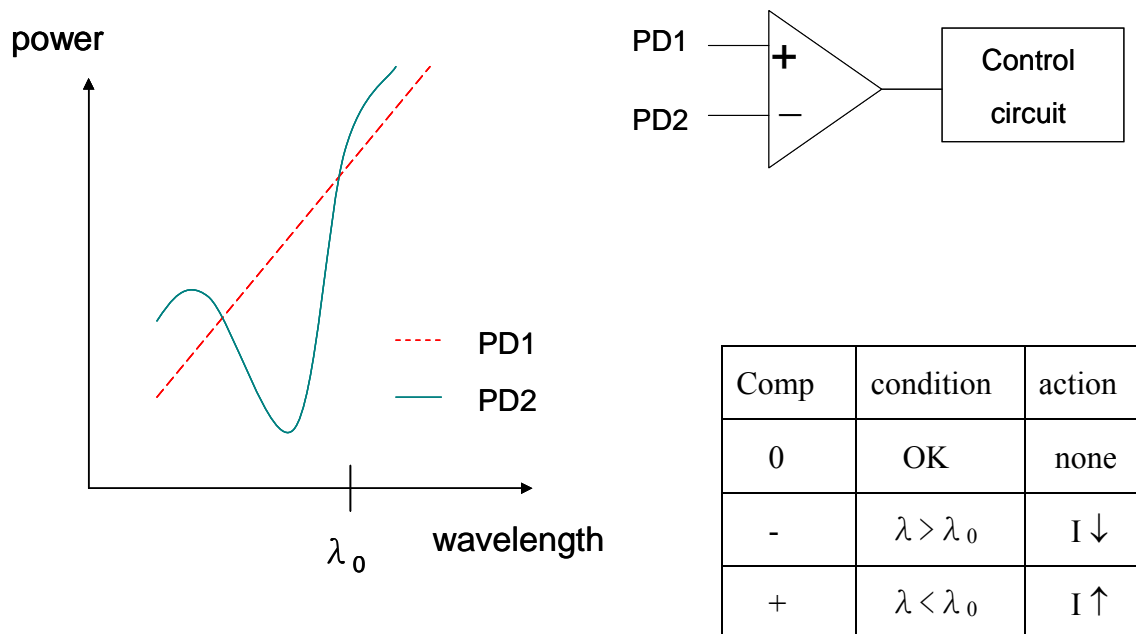 power
PD1
PD2
+
−
Control
circuit
PD1
PD2
λ₀
wavelength
Comp condition action
0 OK none
- λ > λ₀ I ↓
+ λ < λ₀ I ↑